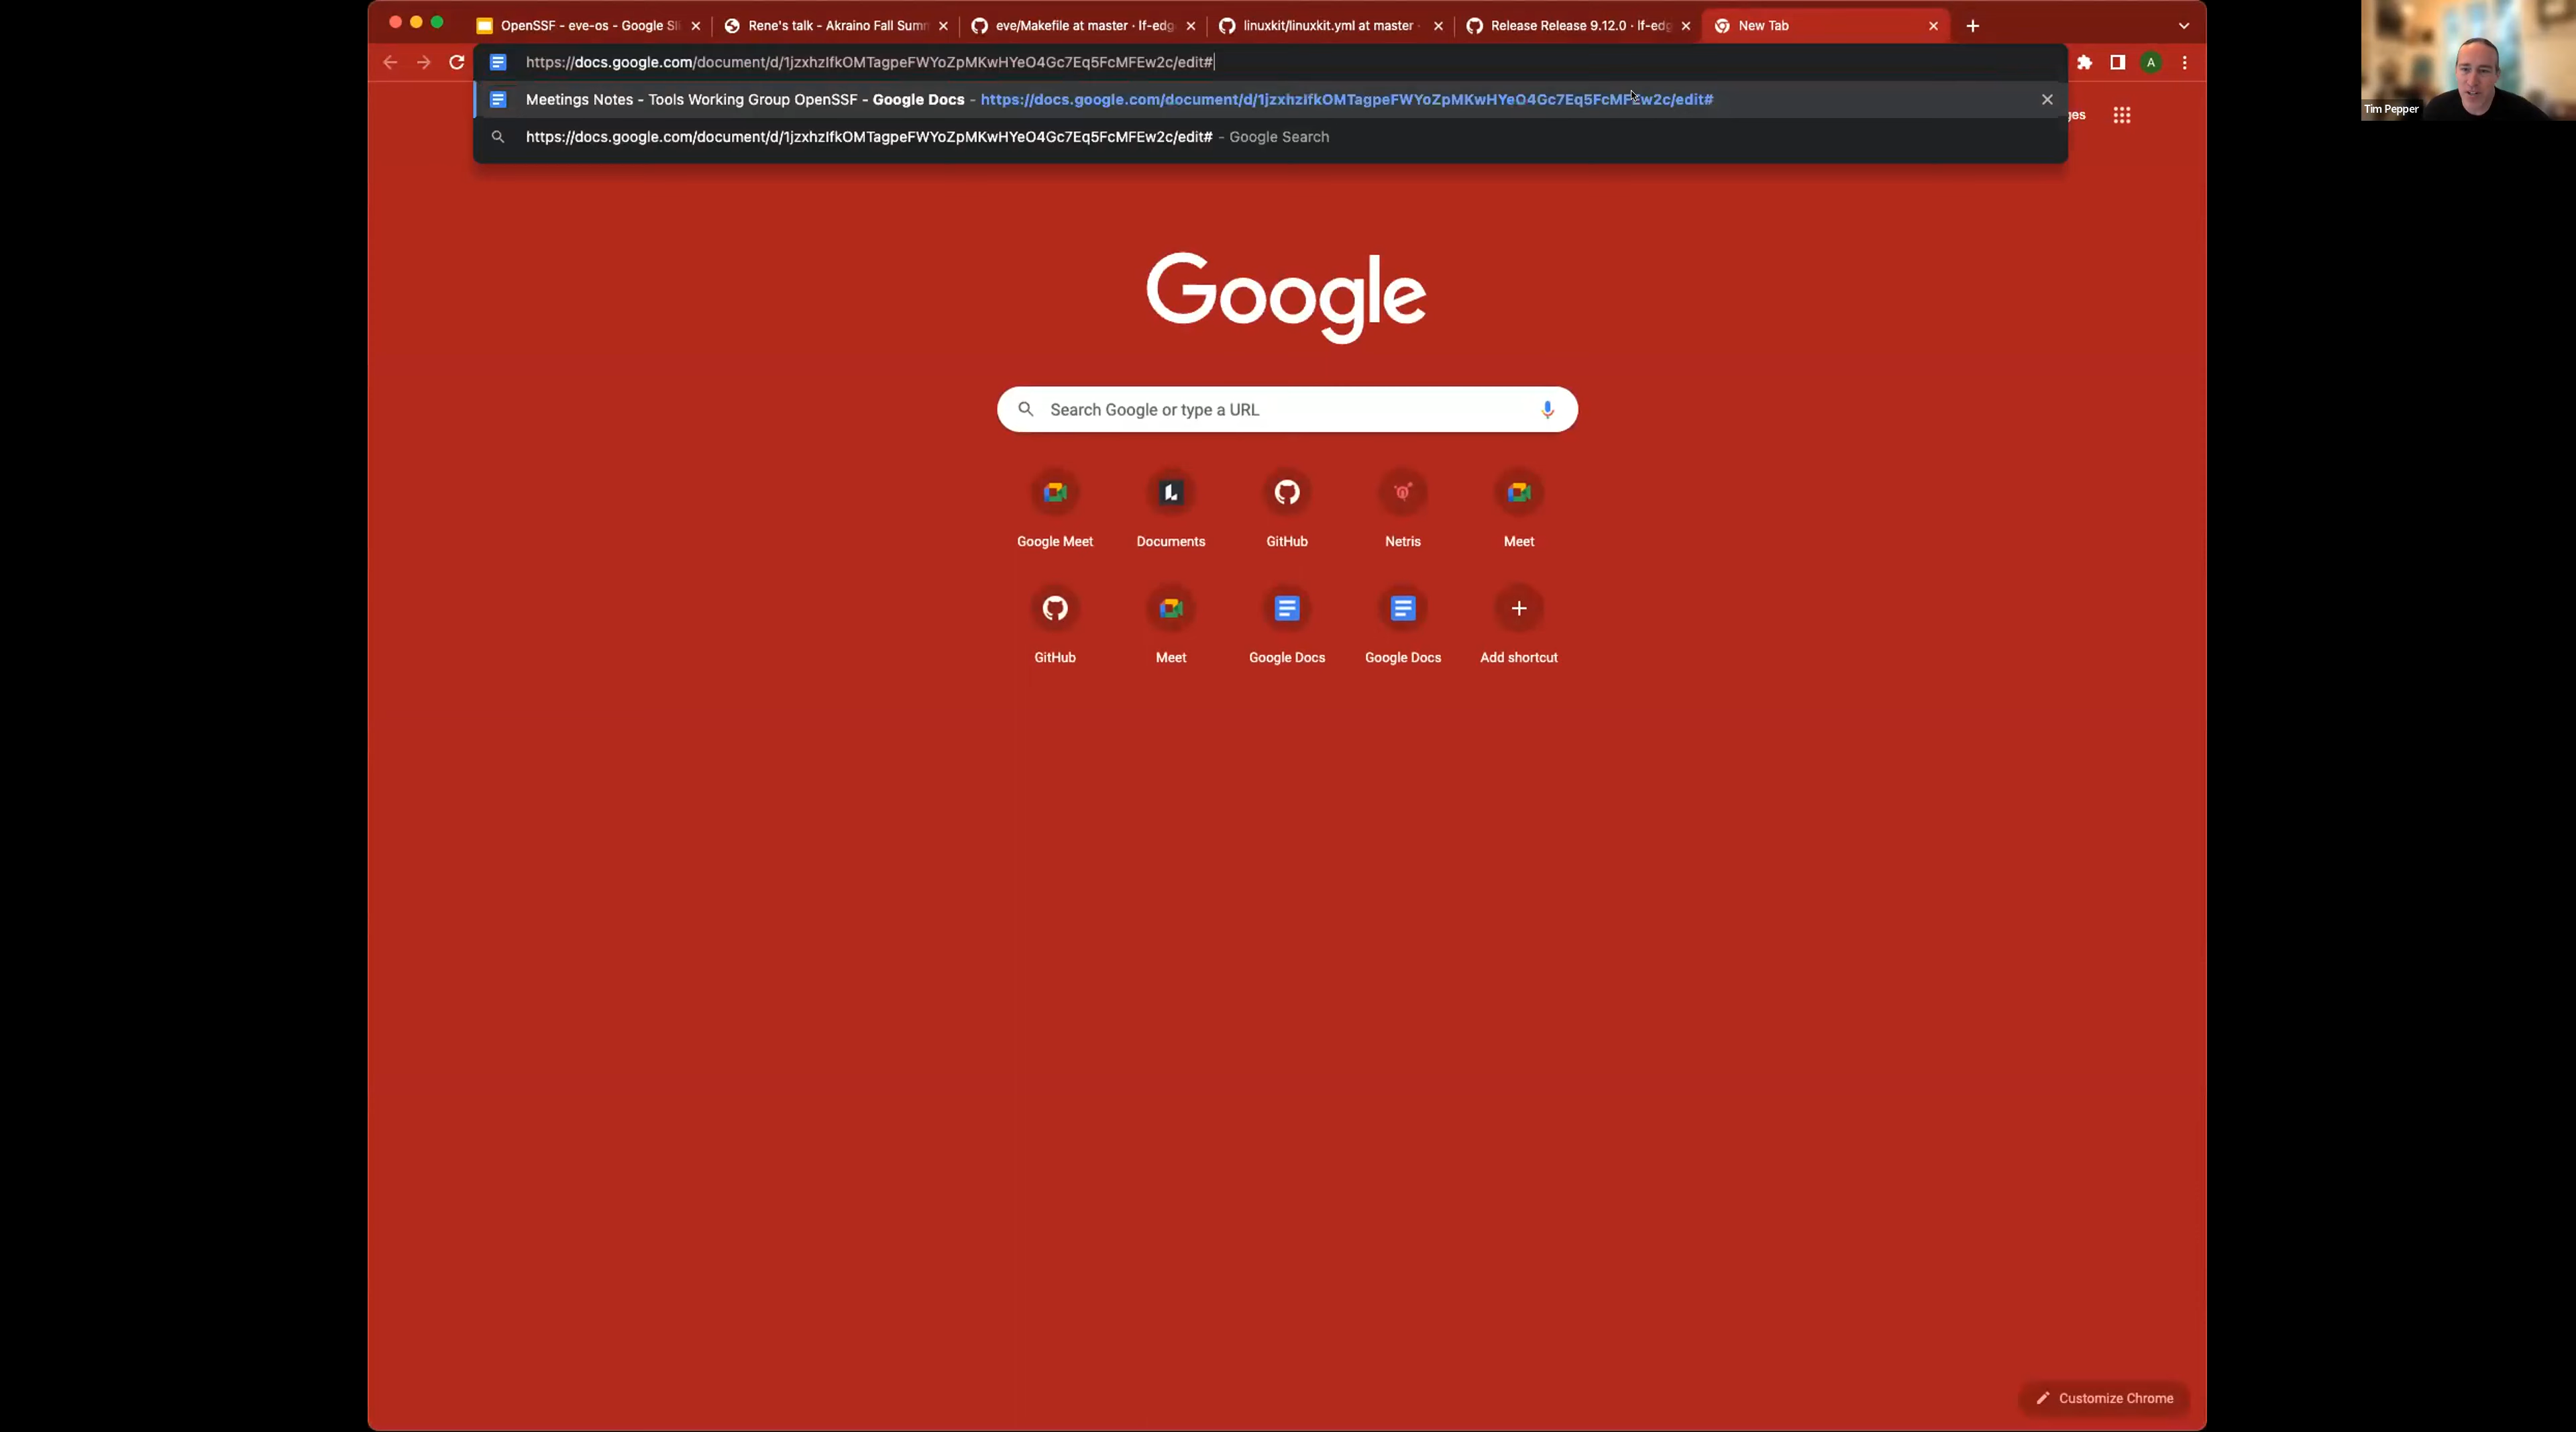 OpenSSF - eve-os - Google Sli
Rene's talk - Akraino Fall Summ
eve/Makefile at master · lf-edg
linuxkit/linuxkit.yml at master ·
Release Release 9.12.0 · lf-edg
New Tab
https://docs.google.com/document/d/1jzxhzIfkOMTagpeFWYoZpMKwHYeO4Gc7Eq5FcMFEw2c/edit#
A
Meetings Notes - Tools Working Group OpenSSF - Google Docs - https://docs.google.com/document/d/1jzxhzIfkOMTagpeFWYoZpMKwHYeO4Gc7Eq5FcMFEw2c/edit#
https://docs.google.com/document/d/1jzxhzIfkOMTagpeFWYoZpMKwHYeO4Gc7Eq5FcMFEw2c/edit# - Google Search
ges
Tim Pepper
Google
Search Google or type a URL
Google Meet
Documents
GitHub
Netris
Meet
GitHub
Meet
Google Docs
Google Docs
Add shortcut
Customize Chrome